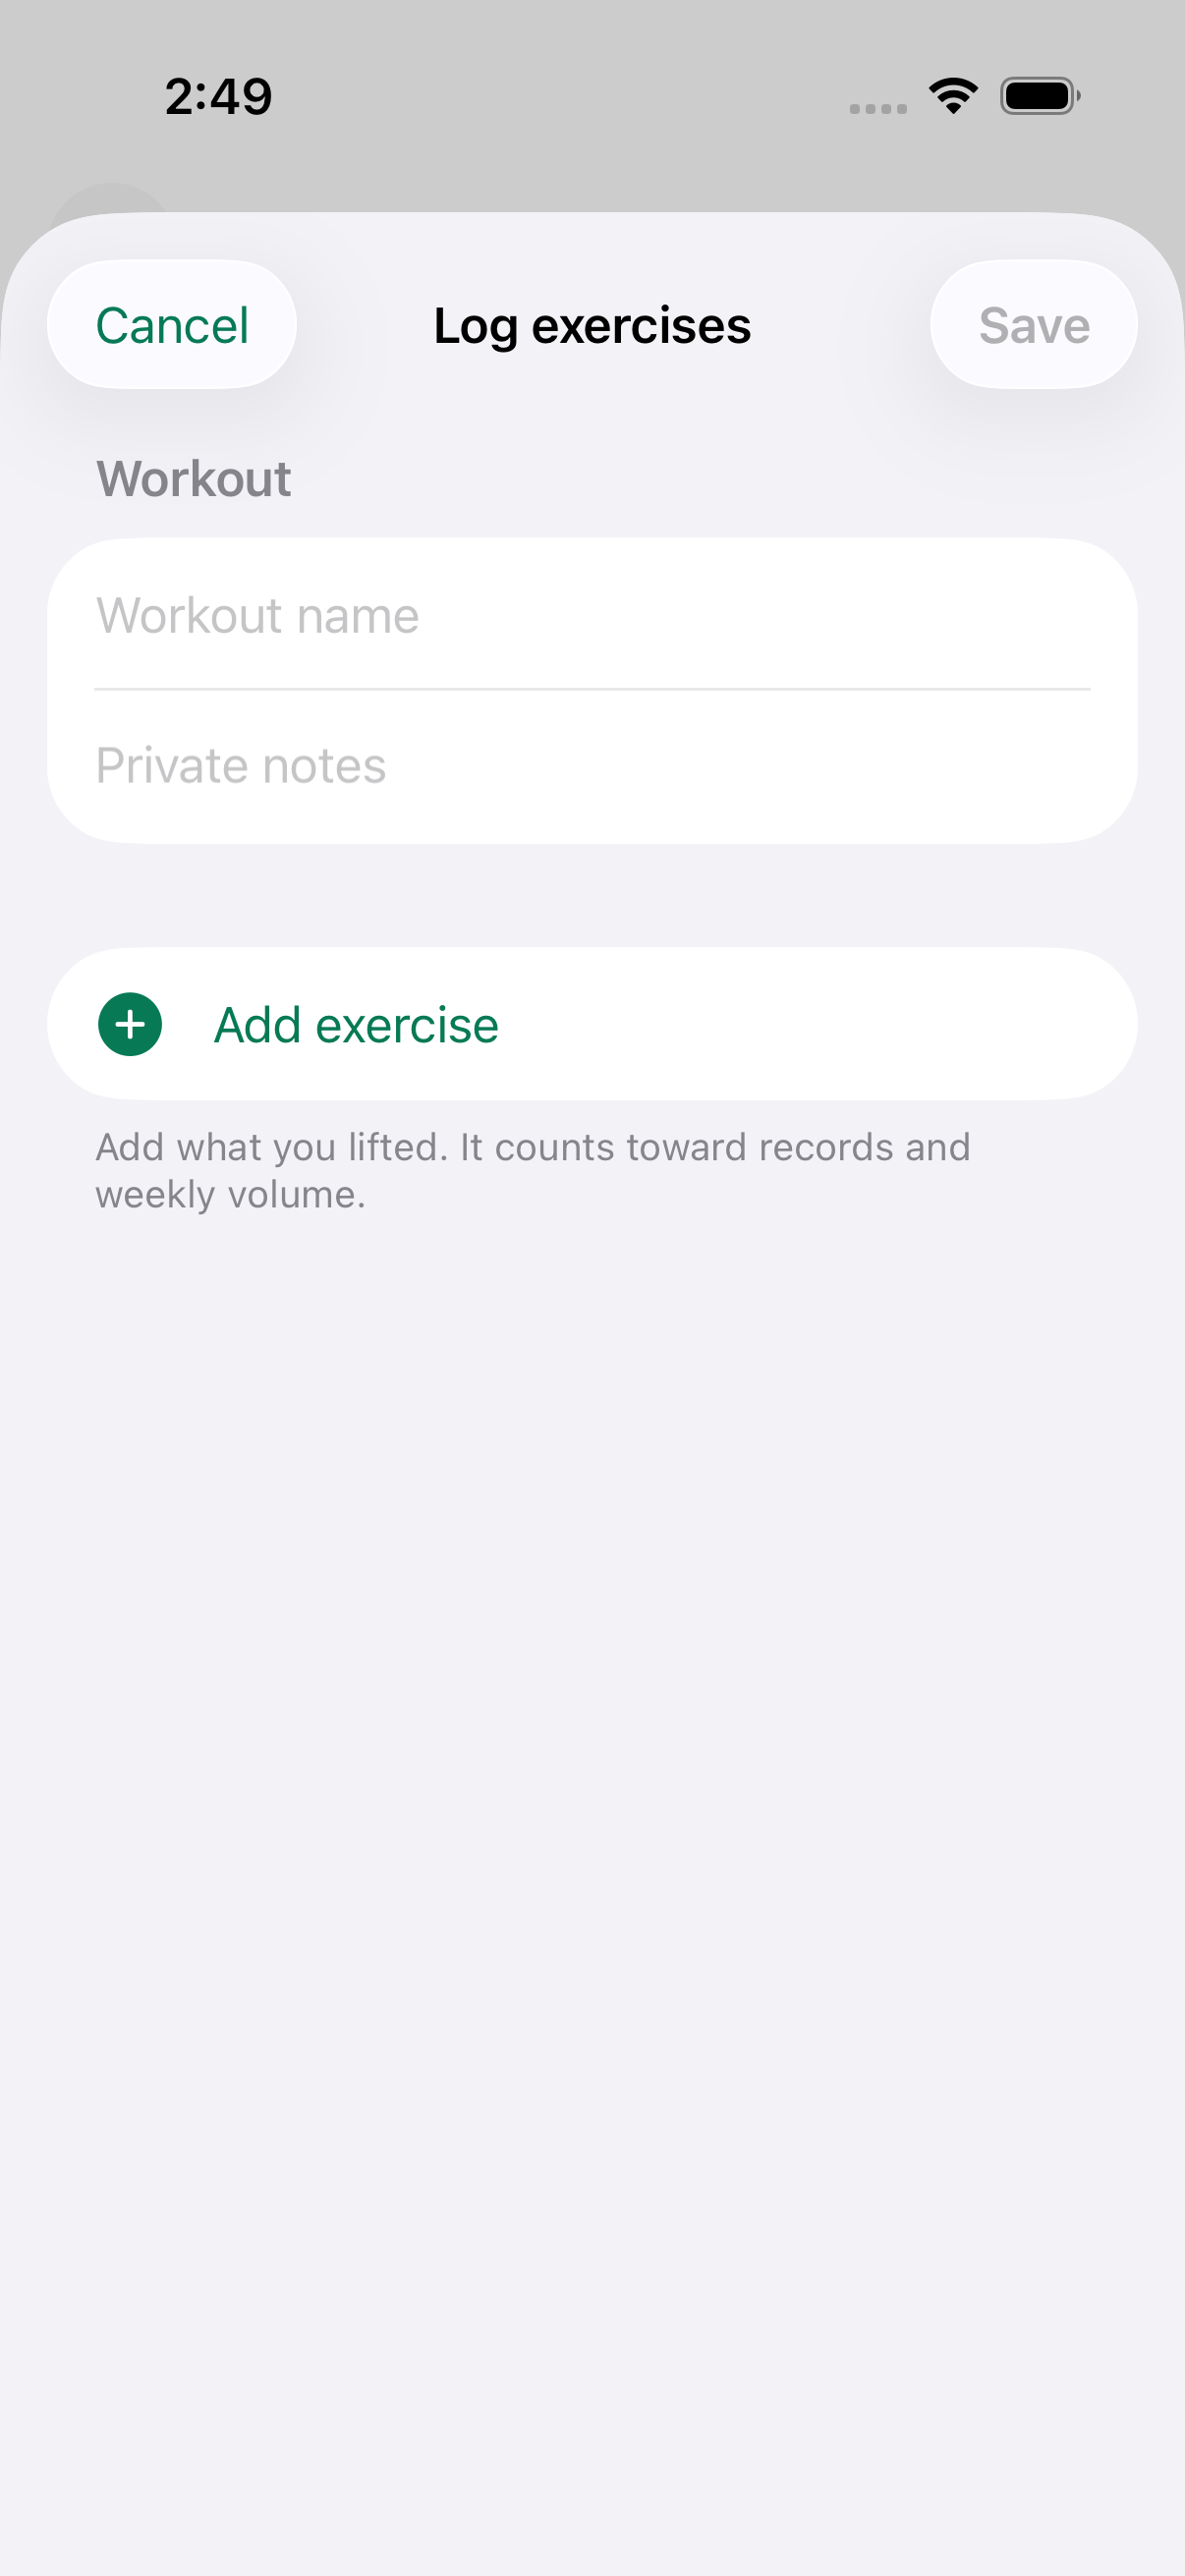 2:49
Cancel
Log exercises
Save
Workout
Workout name
Private notes
Add exercise
Add what you lifted. It counts toward records and
weekly volume.